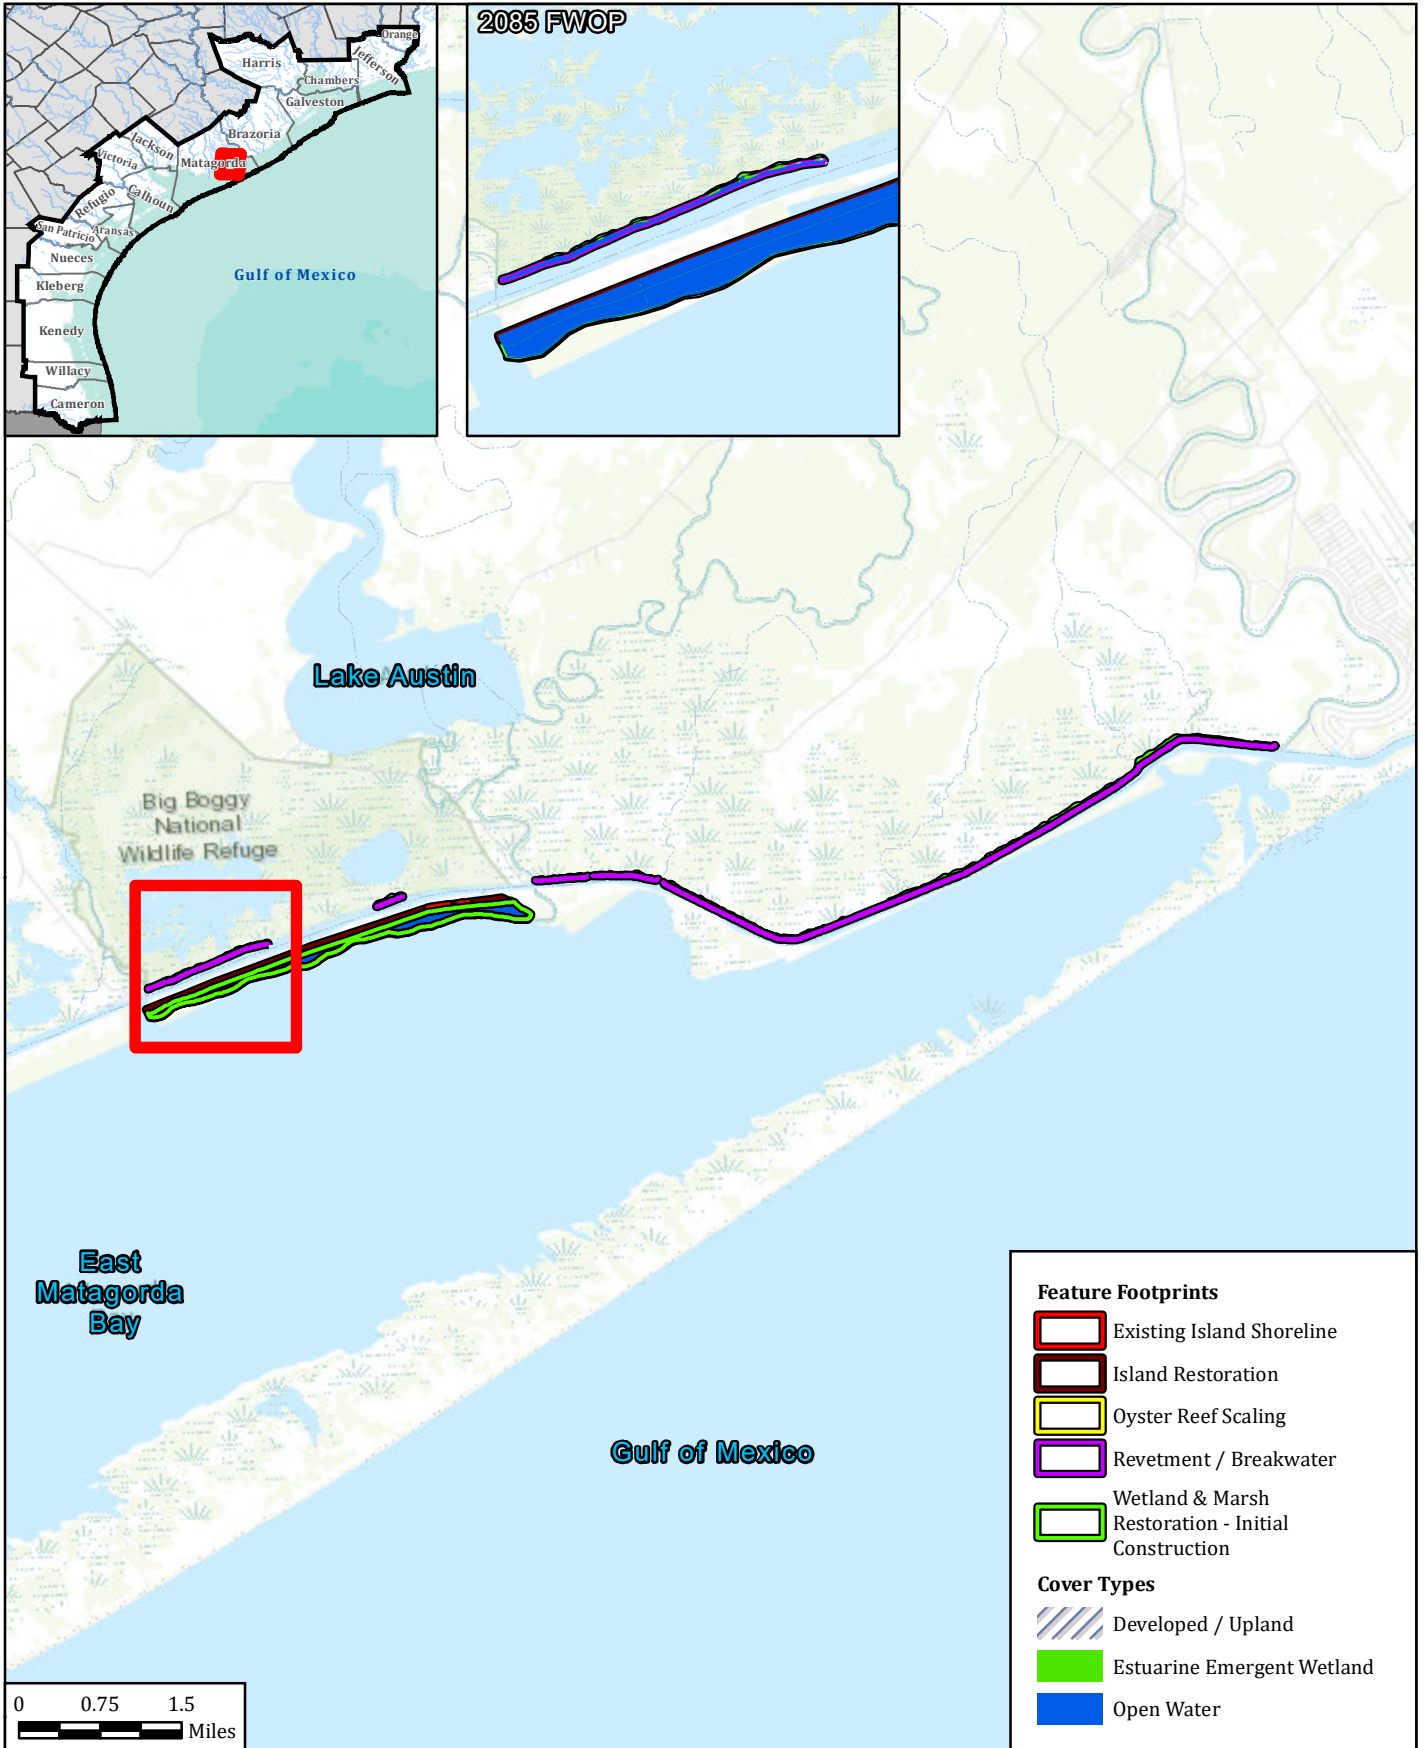 Orange
Harris
Jefferson
Chambers
Galveston
Brazoria
Jackson
Victoria
Matagorda
Calhoun
Refugio
San Patricio
Aransas
Nueces
Gulf of Mexico
Kleberg
Kenedy
Willacy
Cameron
2085 FWOP
Lake Austin
Big Boggy
National
Wildlife Refuge
East
Matagorda
Bay
Gulf of Mexico
Feature Footprints
Existing Island Shoreline
Island Restoration
Oyster Reef Scaling
Revetment / Breakwater
Wetland & Marsh
Restoration - Initial
Construction
Cover Types
Developed / Upland
Estuarine Emergent Wetland
Open Water
0 0.75 1.5
Miles